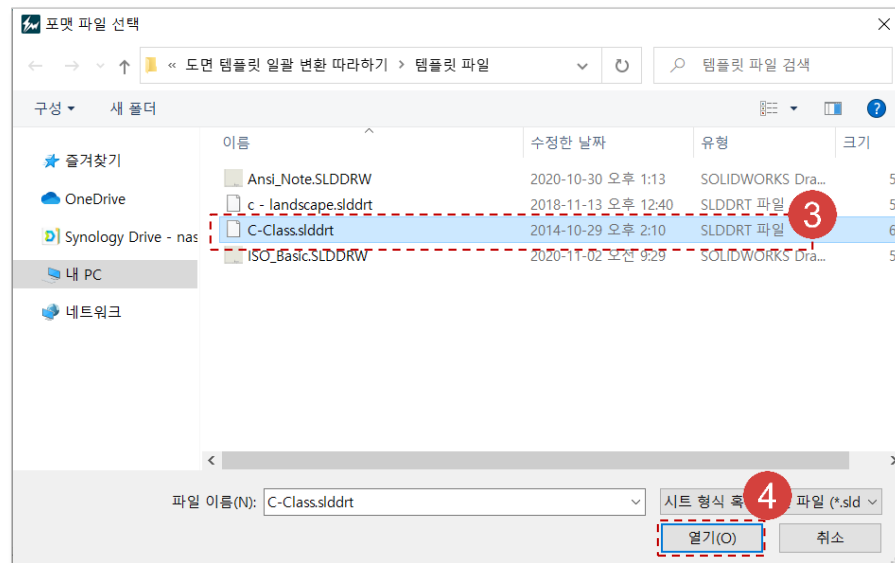 포맷 파일 선택
« 도면 템플릿 일괄 변환 따라하기 > 템플릿 파일
템플릿 파일 검색
구성 새 폴더
이름 수정한 날짜 유형 크기
즐겨찾기
OneDrive
Synology Drive - nas
내 PC
네트워크
Ansi_Note.SLDDRW 2020-10-30 오후 1:13 SOLIDWORKS Dra... 5
c - landscape.slddrt 2018-11-13 오후 12:40 SLDDRT 파일 5
C-Class.slddrt 2014-10-29 오후 2:10 SLDDRT 파일 6
3
ISO_Basic.SLDDRW 2020-11-02 오전 9:29 SOLIDWORKS Dra... 5
파일 이름(N): C-Class.slddrt
시트 형식 파일 (*.sld
4
열기(O) 취소